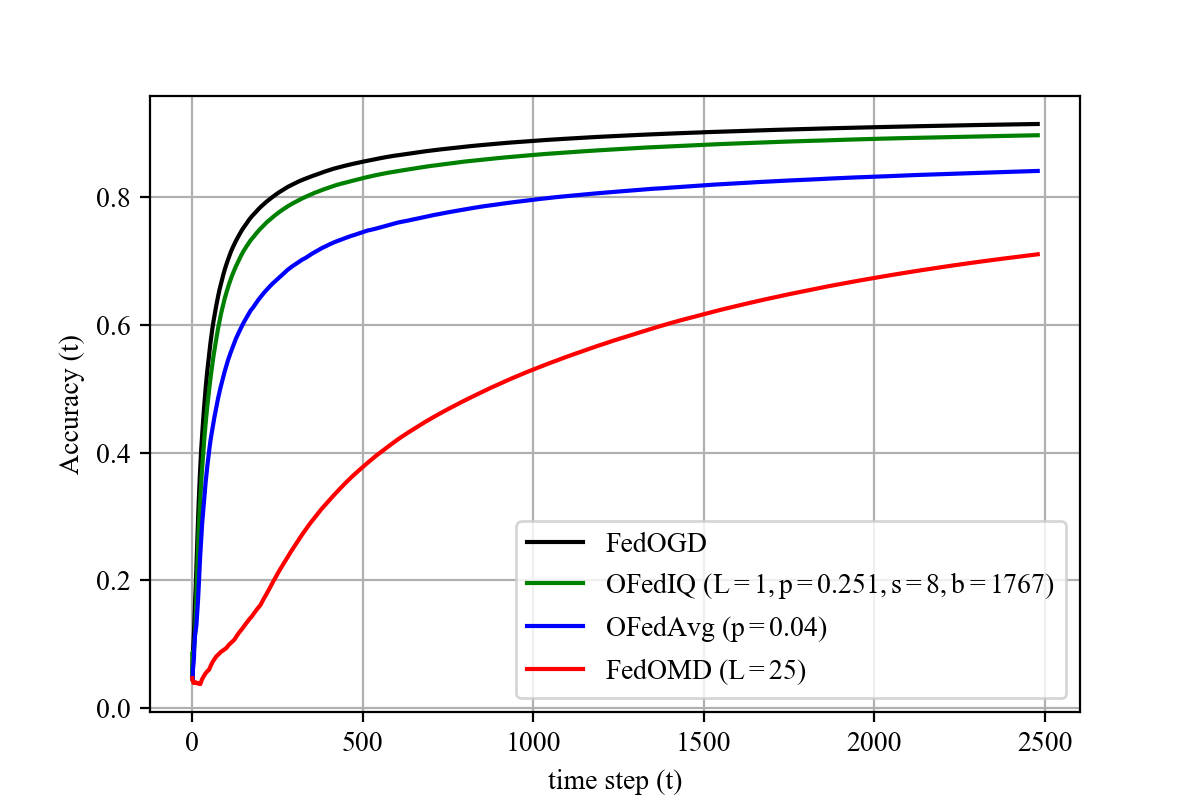 Accuracy (t)
0.8
0.6
0.4
0.2
0.0
FedOGD
OFedIQ (L = 1, p = 0.251, s = 8, b = 1767)
OFedAvg (p = 0.04)
FedOMD (L = 25)
0 500 1000 1500 2000 2500
time step (t)